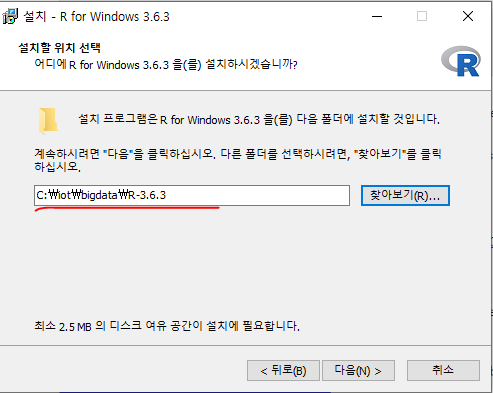 설치 - R for Windows 3.6.3
설치할 위치 선택
어디에 R for Windows 3.6.3 을(를) 설치하시겠습니까?
R
설치 프로그램은 R for Windows 3.6.3 을(를) 다음 폴더에 설치할 것입니다.
계속하시려면 "다음"을 클릭하십시오. 다른 폴더를 선택하시려면, "찾아보기"를 클릭
하십시오.
C:₩iot₩bigdata₩R-3.6.3
찾아보기(R)...
최소 2.5 MB 의 디스크 여유 공간이 설치에 필요합니다.
< 뒤로(B)
다음(N) >
취소